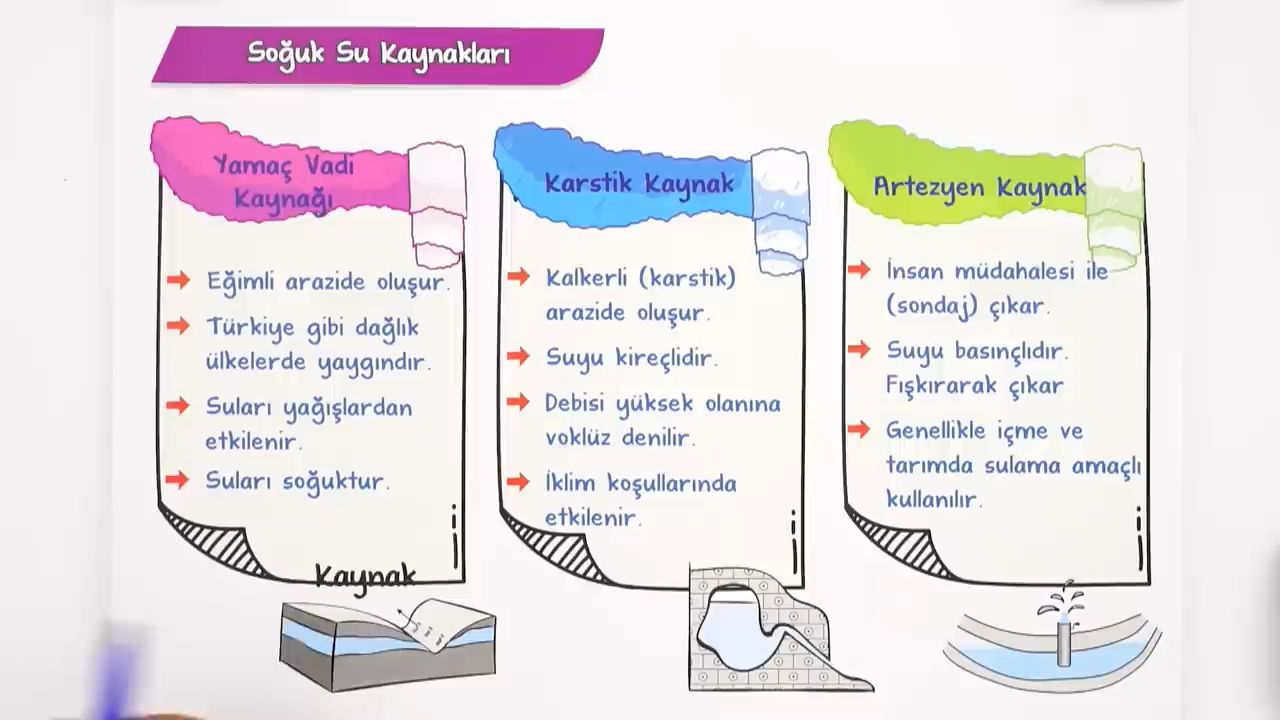 Soğuk Su Kaynakları
Yamaç Vadi
Kaynağı
Eğimli arazide oluşur.
Türkiye gibi dağlık
ülkelerde yaygındır.
Suları yağışlardan
etkilenir.
Suları soğuktur.
Kaynak
Karstik Kaynak
Kalkerli (karstik)
arazide oluşur.
Suyu kireçlidir.
Debisi yüksek olanına
voklüz denilir.
İklim koşullarında
etkilenir.
Artezyen Kaynak
İnsan müdahalesi ile
(sondaj) çıkar.
Suyu basınçlıdır.
Fışkırarak çıkar
Genellikle içme ve
tarımda sulama amaçlı
kullanılır.